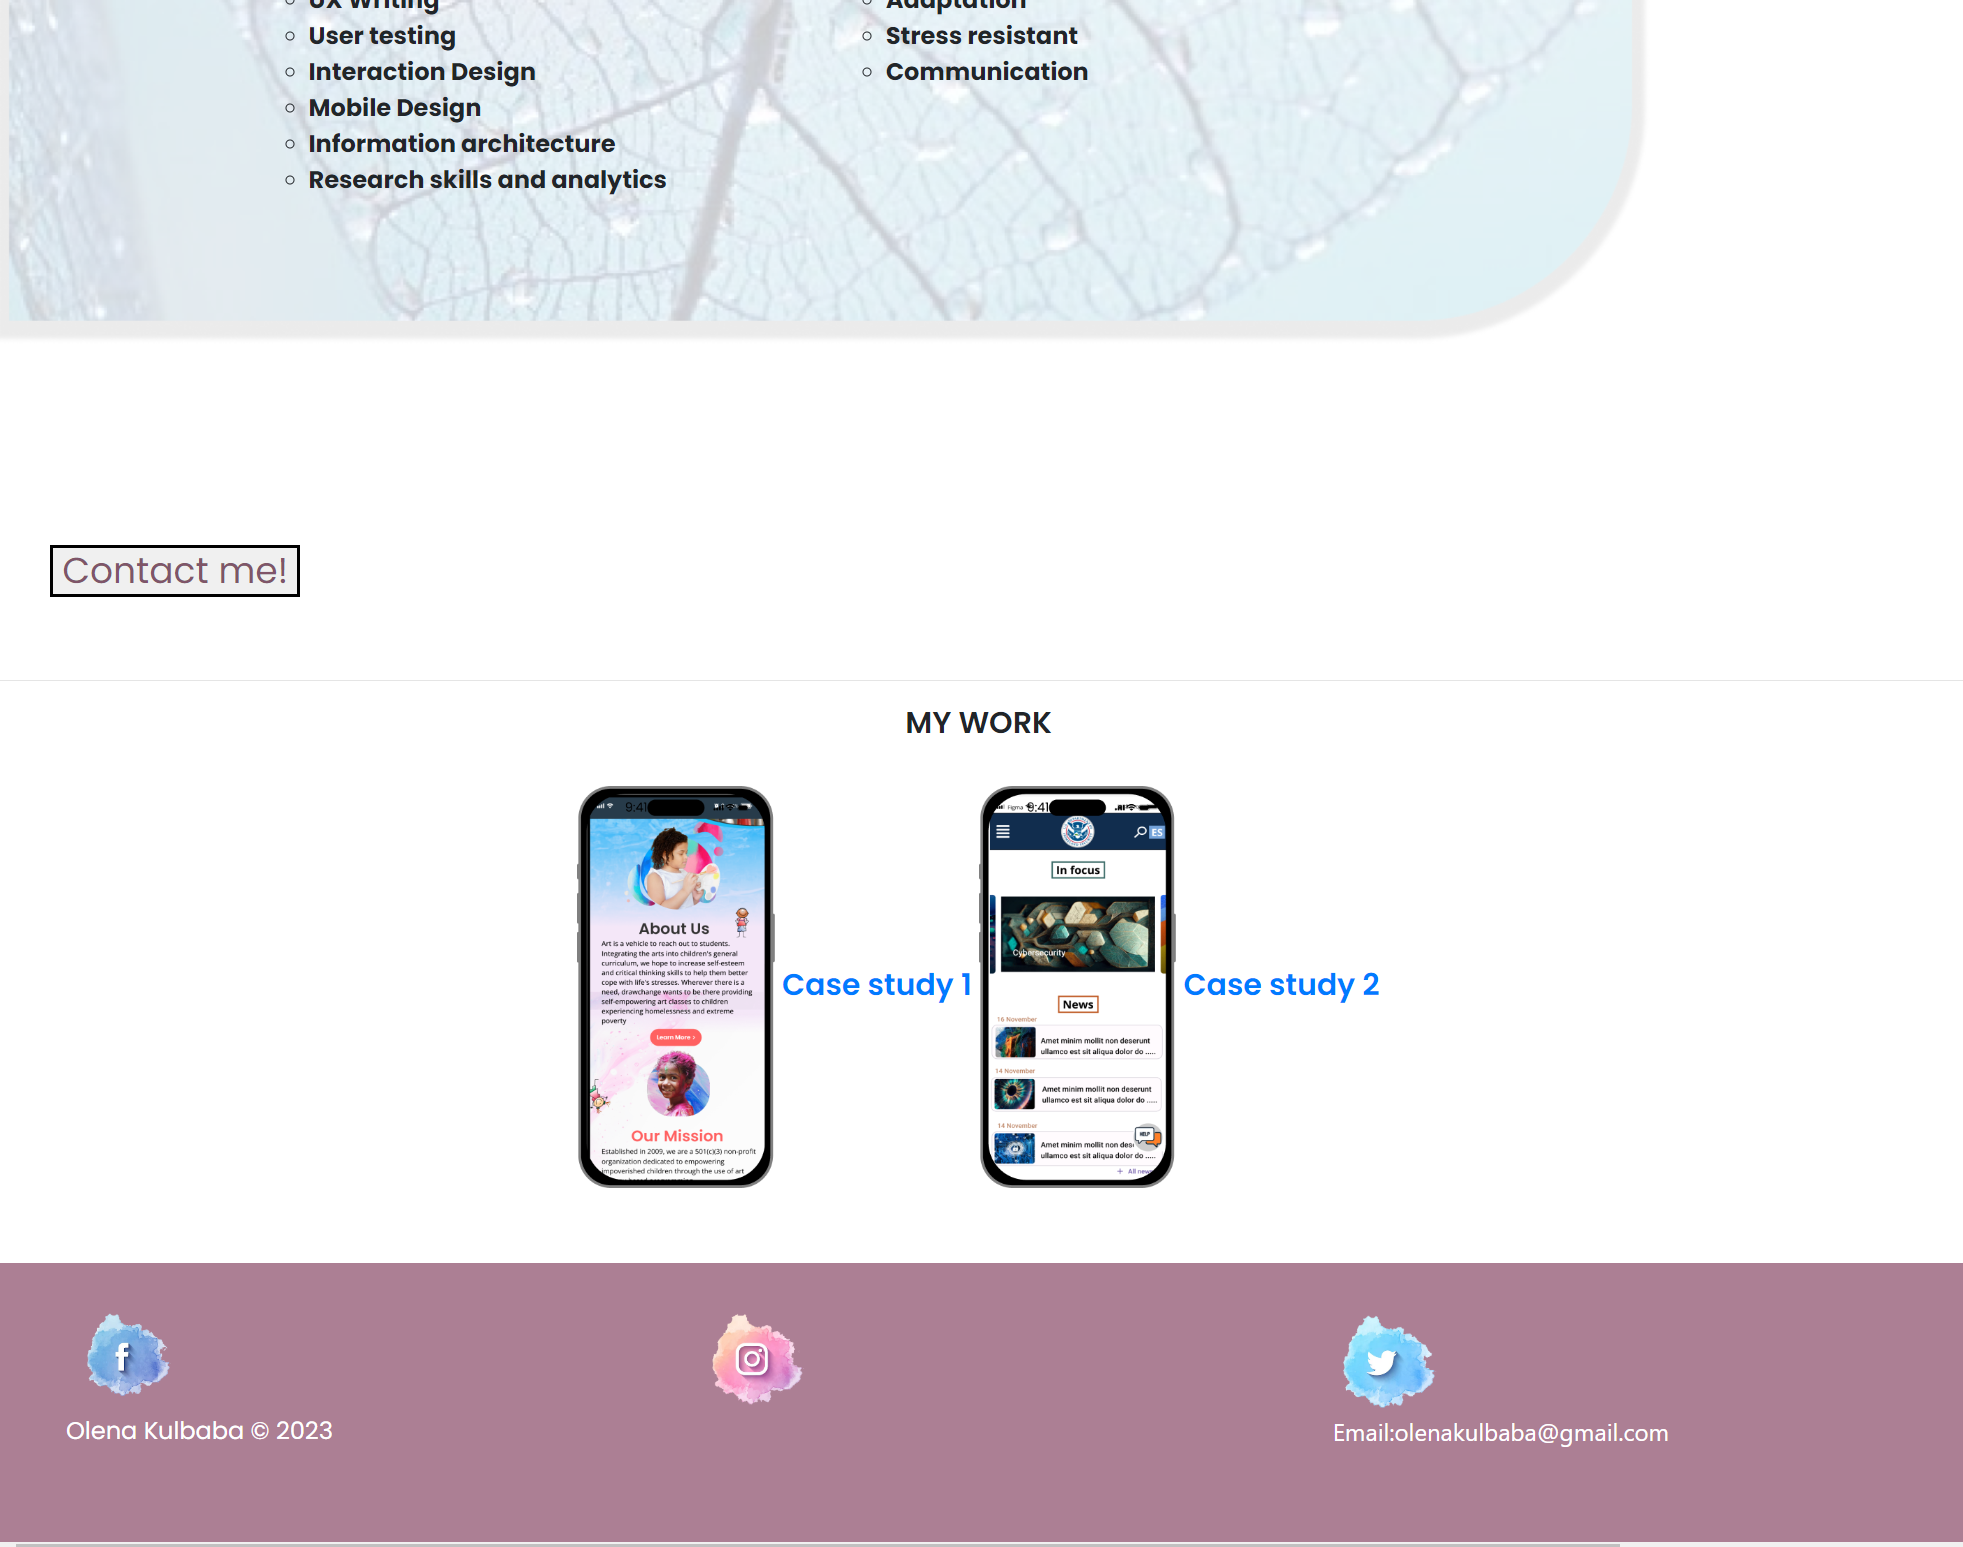 UX Writing
User testing
Interaction Design
Mobile Design
Information architecture
Research skills and analytics
Adaptation
Stress resistant
Communication
Contact me!
MY WORK
9:41
About Us
Art is a vehicle to reach out to students.
Integrating the arts into children's general
curriculum, we hope to increase self-esteem
and critical thinking skills to help them better
cope with life's stresses. Wherever there is a
need, drawchange wants to be there providing
self-empowering art classes to children
experiencing homelessness and extreme
poverty
Learn More >
Our Mission
Established in 2009, we are a 501(c)(3) non-profit
organization dedicated to empowering
impoverished children through the use of art
Case study 1
Figma 9:41
ES
In focus
Cybersecurity
News
16 November
Amet minim mollit non deserunt
ullamco est sit aliqua dolor do .....
14 November
Amet minim mollit non deserunt
ullamco est sit aliqua dolor do .....
14 November
Amet minim mollit non des
ullamco est sit aliqua dolor do .....
HELP
+ All news
Case study 2
f
Olena Kulbaba © 2023
Email:olenakulbaba@gmail.com